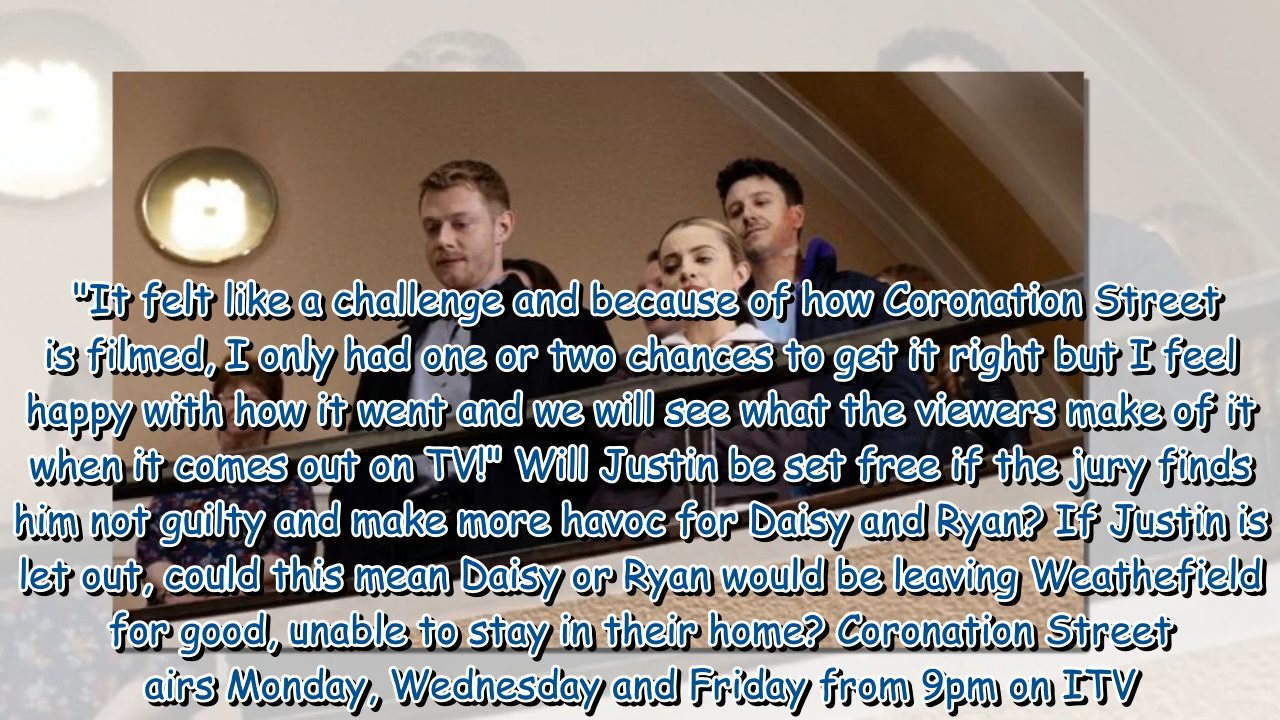 "It felt like a challenge and because of how Coronation Street
is filmed, I only had one or two chances to get it right but I feel
happy with how it went and we will see what the viewers make of it
when it comes out on TV!" Will Justin be set free if the jury finds
him not guilty and make more havoc for Daisy and Ryan? If Justin is
let out, could this mean Daisy or Ryan would be leaving Weathefield
for good, unable to stay in their home? Coronation Street
airs Monday, Wednesday and Friday from 9pm on ITV